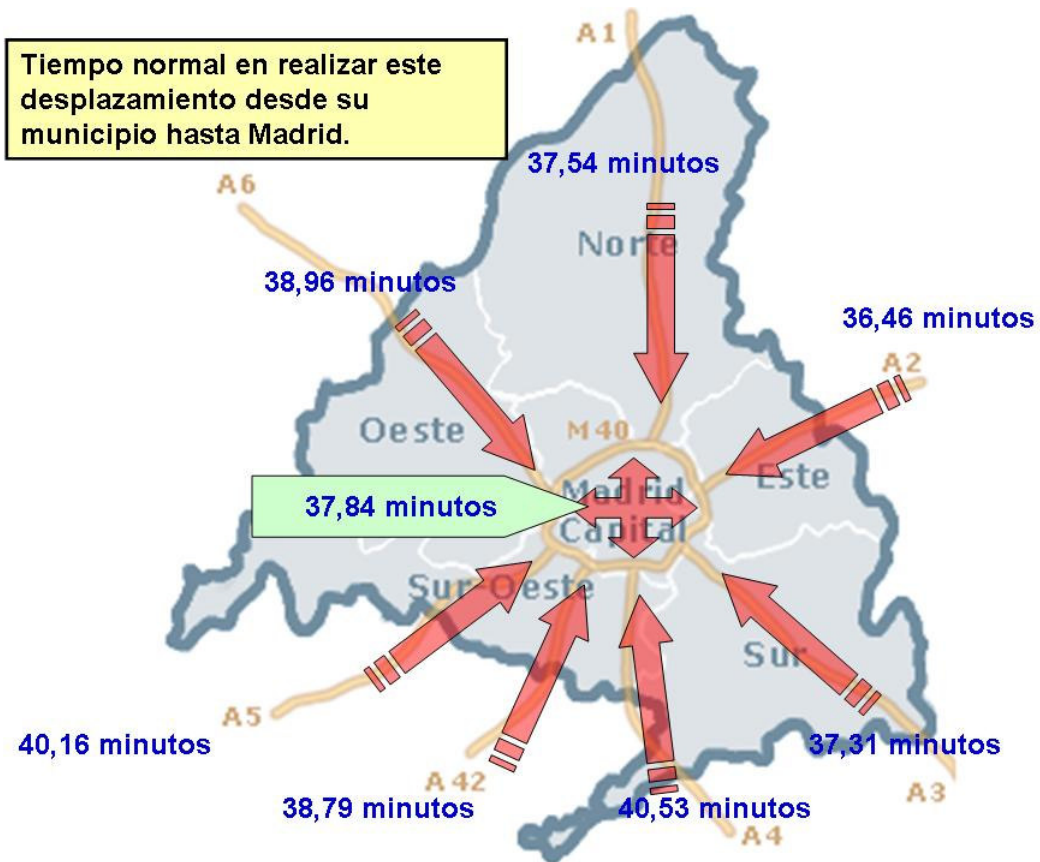 Tiempo normal en realizar este
desplazamiento desde su
municipio hasta Madrid.
A1
37,54 minutos
A6
Norte
38,96 minutos
36,46 minutos
A2
Oeste
M40
Este
Madrid
37,84 minutos
Capital
Sur-Oeste
Sur
A5
40,16 minutos
37,31 minutos
A42
A3
38,79 minutos
40,53 minutos
A4